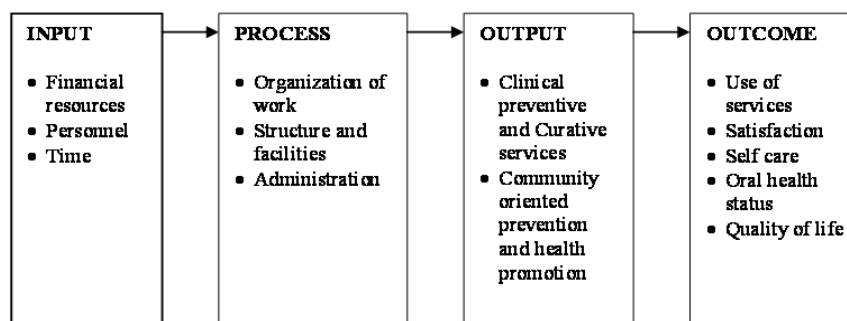 INPUT
• Financial
resources
• Personnel
• Time
PROCESS
• Organization of
work
• Structure and
facilities
• Administration
OUTPUT
• Clinical
preventive
and Curative
services
• Community
oriented
prevention
and health
promotion
OUTCOME
• Use of
services
• Satisfaction
• Self care
• Oral health
status
• Quality of life